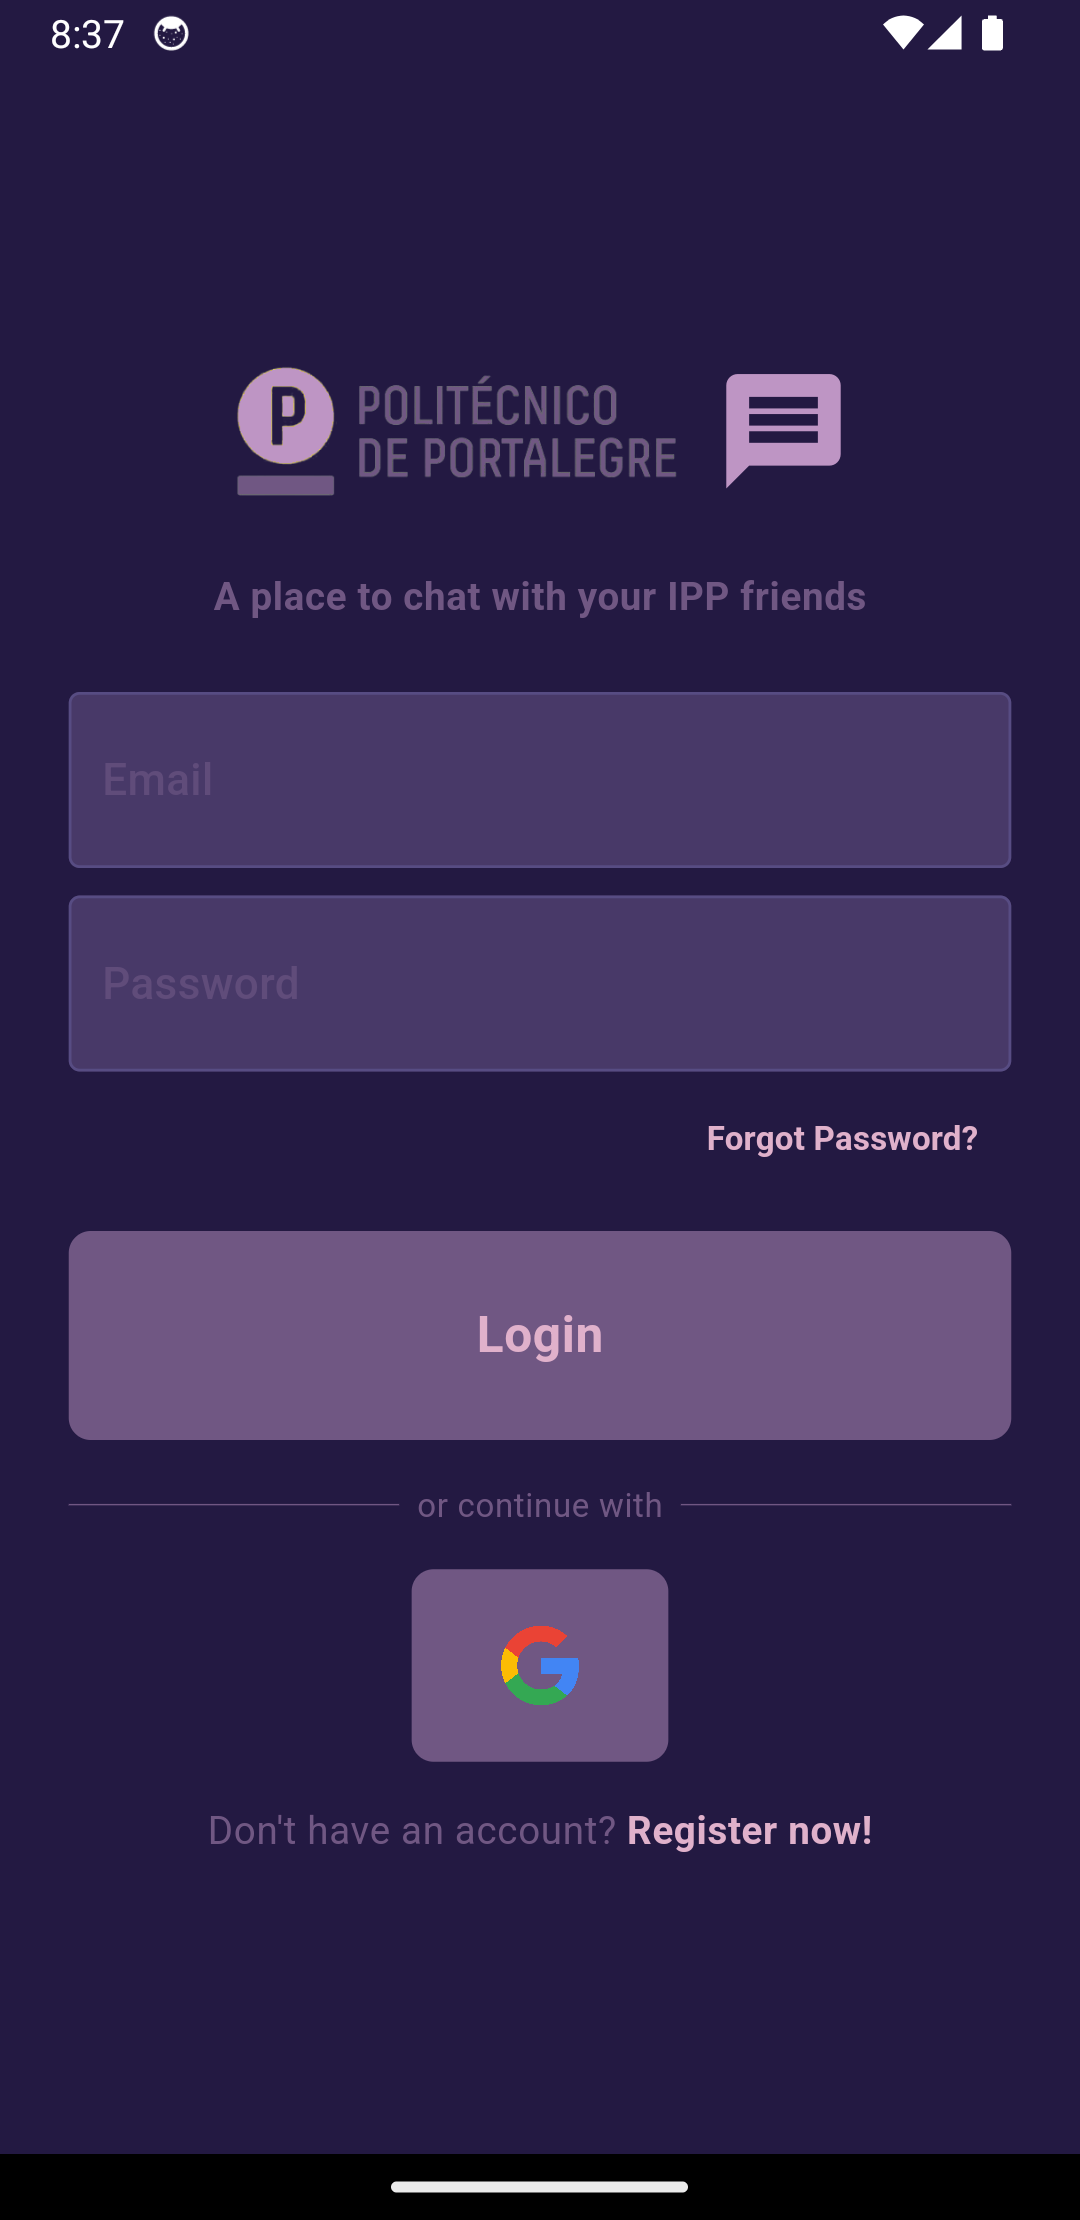 8:37
P POLITÉCNICO
DE PORTALEGRE
A place to chat with your IPP friends
Email
Password
Forgot Password?
Login
or continue with
G
Don't have an account? Register now!